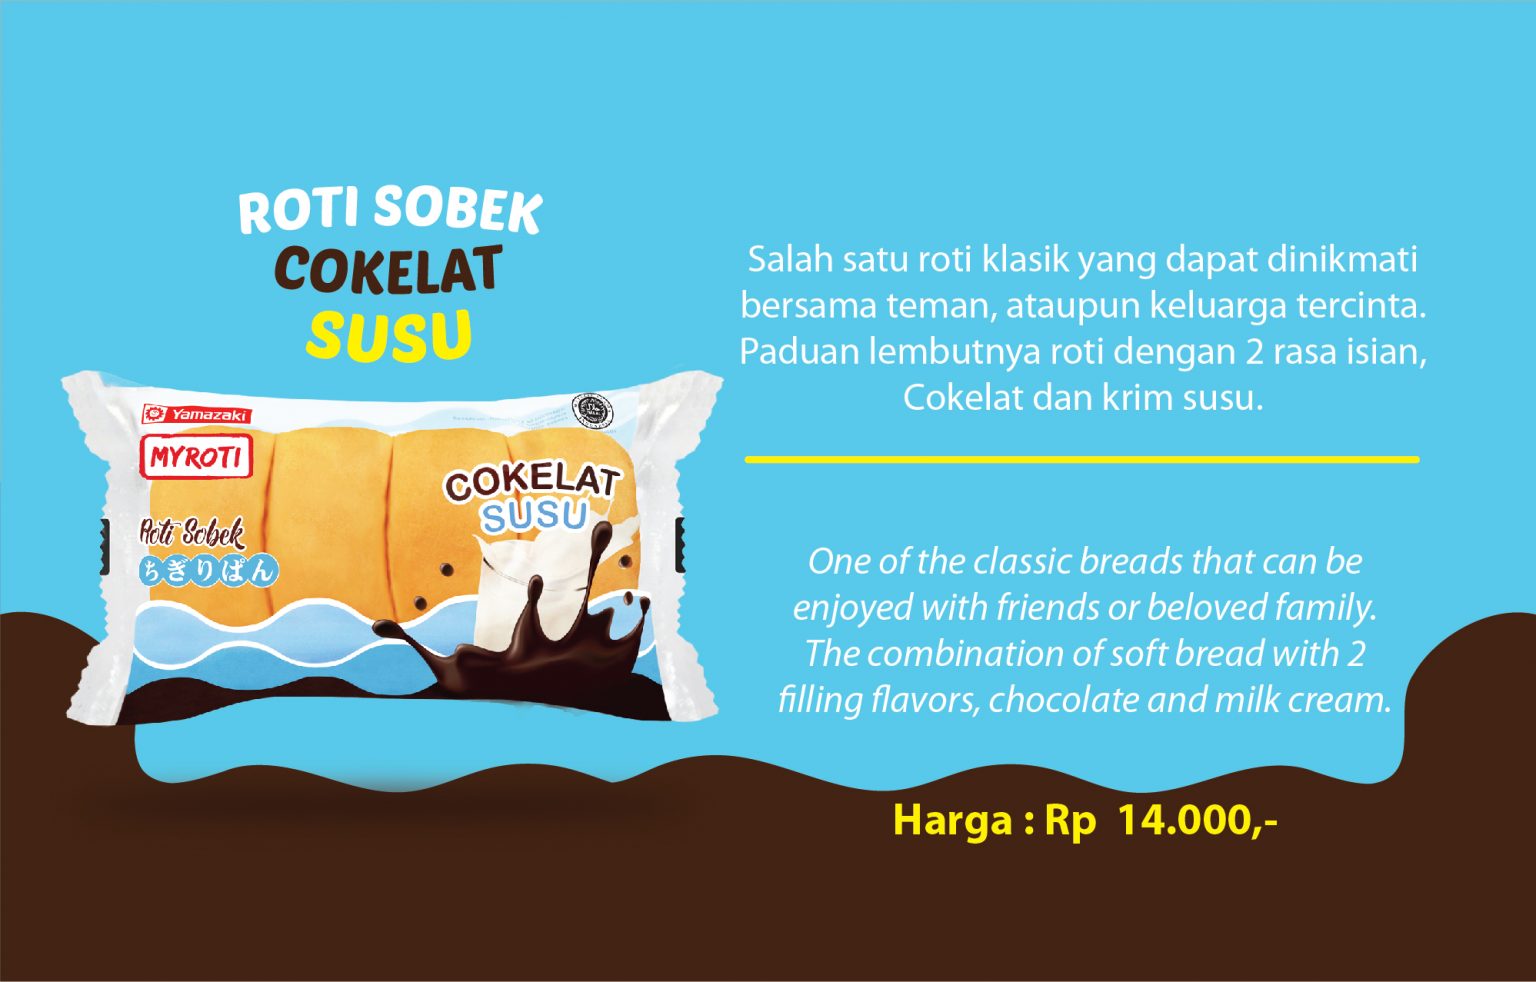 ROTI SOBEK
COKELAT
SUSU
Yamazaki
MYROTI
Roti Sobek
ちぎりぱん
COKELAT
SUSU
Salah satu roti klasik yang dapat dinikmati
bersama teman, ataupun keluarga tercinta.
Paduan lembutnya roti dengan 2 rasa isian,
Cokelat dan krim susu.
One of the classic breads that can be
enjoyed with friends or beloved family.
The combination of soft bread with 2
filling flavors, chocolate and milk cream.
Harga : Rp  14.000,-